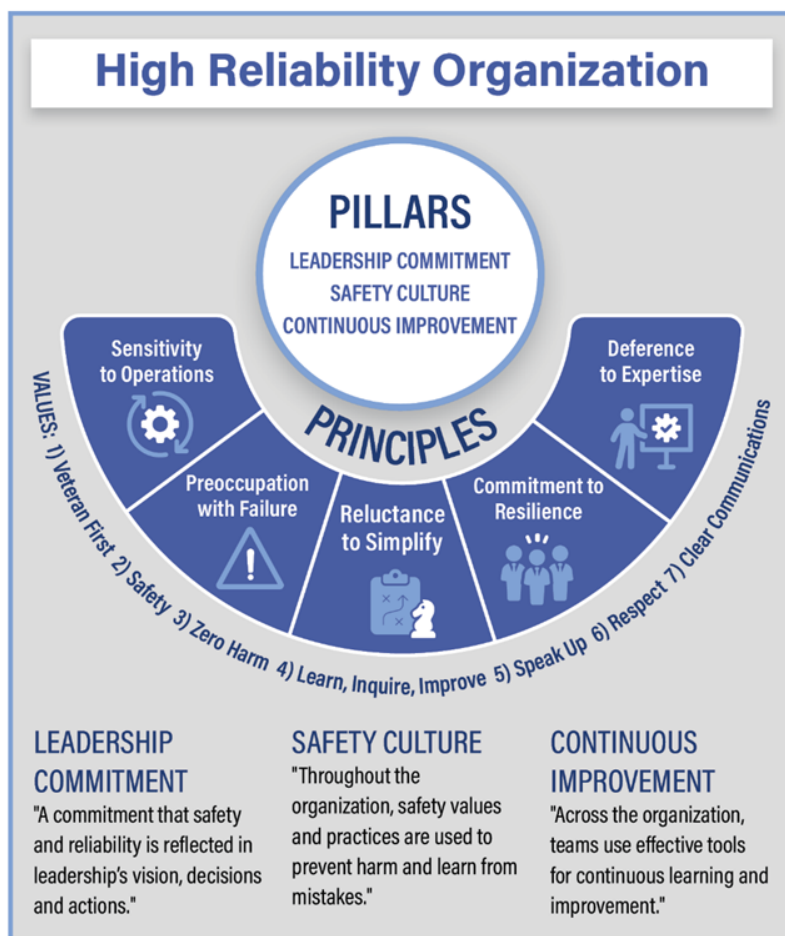 High Reliability Organization
PILLARS
LEADERSHIP COMMITMENT
SAFETY CULTURE
CONTINUOUS IMPROVEMENT
PRINCIPLES
Sensitivity
to Operations
Preoccupation
with Failure
Reluctance
to Simplify
Commitment to
Resilience
Deference
to Expertise
VALUES: 1) Veteran First 2) Safety 3) Zero Harm 4) Learn, Inquire, Improve 5) Speak Up 6) Respect 7) Clear Communications
LEADERSHIP
COMMITMENT
"A commitment that safety
and reliability is reflected in
leadership's vision, decisions
and actions."
SAFETY CULTURE
"Throughout the
organization, safety values
and practices are used to
prevent harm and learn from
mistakes."
CONTINUOUS
IMPROVEMENT
"Across the organization,
teams use effective tools
for continuous learning and
improvement."